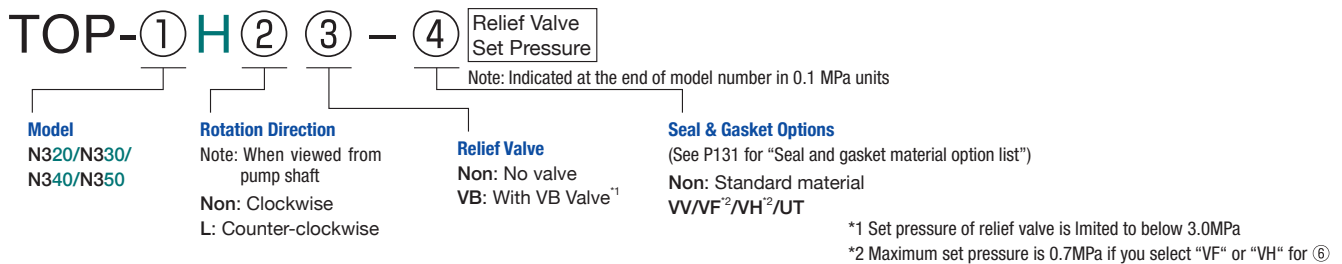 TOP-① H ② ③ – ④ Relief Valve
Set Pressure
Note: Indicated at the end of model number in 0.1 MPa units
Model
N320/N330/
N340/N350
Rotation Direction
Note: When viewed from
pump shaft
Non: Clockwise
L: Counter-clockwise
Relief Valve
Non: No valve
VB: With VB Valve*1
Seal & Gasket Options
(See P131 for “Seal and gasket material option list”)
Non: Standard material
VV/VF*2/VH*2/UT
*1 Set pressure of relief valve is lmited to below 3.0MPa
*2 Maximum set pressure is 0.7MPa if you select “VF“ or “VH“ for ⑥